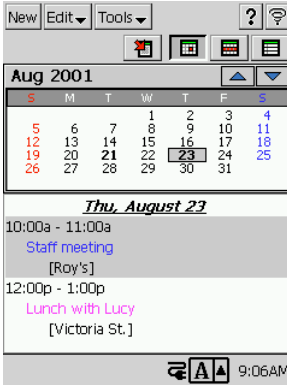 New Edit Tools ?
Aug 2001
S M T W T F S
1 2 3 4
5 6 7 8 9 10 11
12 13 14 15 16 17 18
19 20 21 22 23 24 25
26 27 28 29 30 31
Thu, August 23
10:00a - 11:00a
Staff meeting
[Roy's]
12:00p - 1:00p
Lunch with Lucy
[Victoria St.]
A 9:06AM